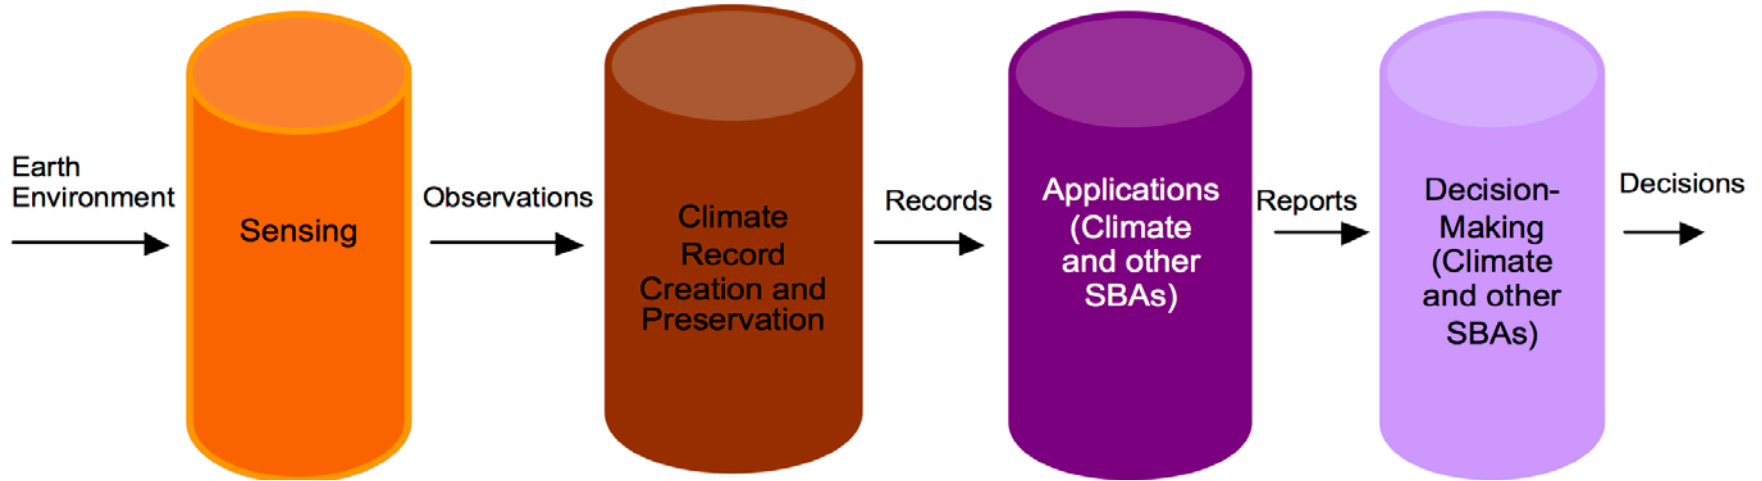 Earth
Environment
Sensing
Observations
Climate
Record
Creation and
Preservation
Records
Applications
(Climate
and other
SBAs)
Reports
Decision-
Making
(Climate
and other
SBAs)
Decisions